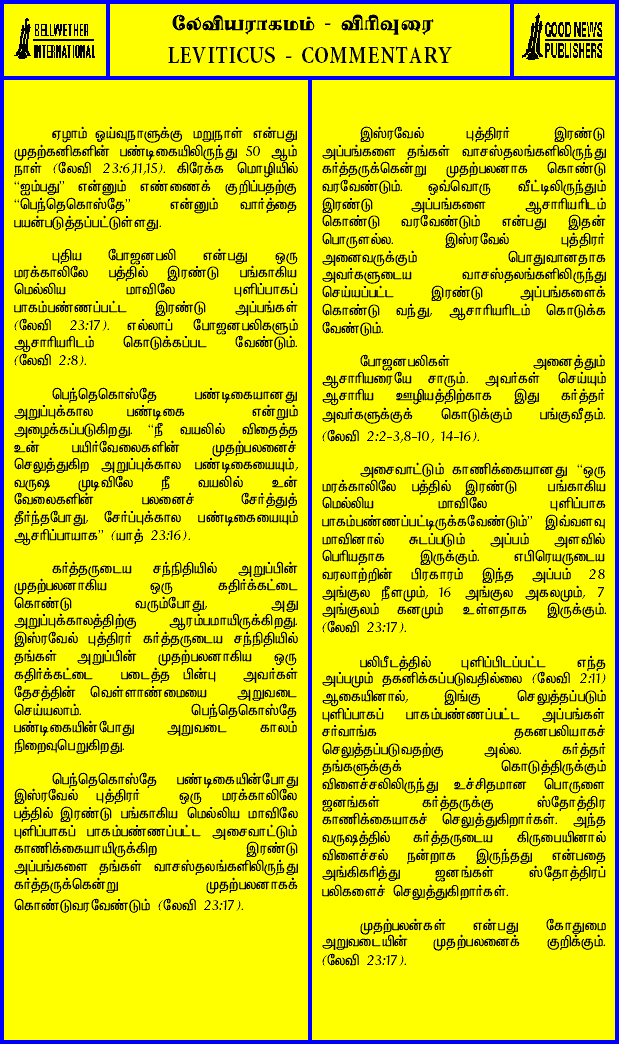 BELLWETHER
INTERNATIONAL
லேவியராகமம் - விரிவுரை
LEVITICUS - COMMENTARY
GOOD NEWS
PUBLISHERS
ஏழாம் ஓய்வுநாளுக்கு மறுநாள் என்பது
முதற்கனிகளின் பண்டிகையிலிருந்து 50 ஆம்
நாள் (லேவி 23:6,11,15). கிரேக்க மொழியில்
“ஐம்பது” என்னும் எண்ணைக் குறிப்பதற்கு
“பெந்தெகொஸ்தே” என்னும் வார்த்தை
பயன்படுத்தப்பட்டுள்ளது.
புதிய போஜனபலி என்பது ஒரு
மரக்காலிலே பத்தில் இரண்டு பங்காகிய
மெல்லிய மாவிலே புளிப்பாகப்
பாகம்பண்ணப்பட்ட இரண்டு அப்பங்கள்
(லேவி 23:17). எல்லாப் போஜனபலிகளும்
ஆசாரியரிடம் கொடுக்கப்பட வேண்டும்.
(லேவி 2:8).
பெந்தெகொஸ்தே பண்டிகையானது
அறுப்புக்கால பண்டிகை என்றும்
அழைக்கப்படுகிறது. “நீ வயலில் விதைத்த
உன் பயிர்வேலைகளின் முதற்பலனைச்
செலுத்துகிற அறுப்புக்கால பண்டிகையையும்,
வருஷ முடிவிலே நீ வயலில் உன்
வேலைகளின் பலனைச் சேர்த்துத்
தீர்ந்தபோது, சேர்ப்புக்கால பண்டிகையையும்
ஆசரிப்பாயாக” (யாத் 23:16).
கர்த்தருடைய சந்நிதியில் அறுப்பின்
முதற்பலனாகிய ஒரு கதிர்க்கட்டை
கொண்டு வரும்போது, அது
அறுப்புக்காலத்திற்கு ஆரம்பமாயிருக்கிறது.
இஸ்ரவேல் புத்திரர் கர்த்தருடைய சந்நிதியில்
தங்கள் அறுப்பின் முதற்பலனாகிய ஒரு
கதிர்க்கட்டை படைத்த பின்பு அவர்கள்
தேசத்தின் வெள்ளாண்மையை அறுவடை
செய்யலாம். பெந்தெகொஸ்தே
பண்டிகையின்போது அறுவடை காலம்
நிறைவுபெறுகிறது.
பெந்தெகொஸ்தே பண்டிகையின்போது
இஸ்ரவேல் புத்திரர் ஒரு மரக்காலிலே
பத்தில் இரண்டு பங்காகிய மெல்லிய மாவிலே
புளிப்பாகப் பாகம்பண்ணப்பட்ட அசைவாட்டும்
காணிக்கையாயிருக்கிற இரண்டு
அப்பங்களை தங்கள் வாசஸ்தலங்களிலிருந்து
கர்த்தருக்கென்று முதற்பலனாகக்
கொண்டுவரவேண்டும் (லேவி 23:17).
இஸ்ரவேல் புத்திரர் இரண்டு
அப்பங்களை தங்கள் வாசஸ்தலங்களிலிருந்து
கர்த்தருக்கென்று முதற்பலனாக கொண்டு
வரவேண்டும். ஒவ்வொரு வீட்டிலிருந்தும்
இரண்டு அப்பங்களை ஆசாரியரிடம்
கொண்டு வரவேண்டும் என்பது இதன்
பொருளல்ல. இஸ்ரவேல் புத்திரர்
அனைவருக்கும் பொதுவானதாக
அவர்களுடைய வாசஸ்தலங்களிலிருந்து
செய்யப்பட்ட இரண்டு அப்பங்களைக்
கொண்டு வந்து, ஆசாரியரிடம் கொடுக்க
வேண்டும்.
போஜனபலிகள் அனைத்தும்
ஆசாரியரையே சாரும். அவர்கள் செய்யும்
ஆசாரிய ஊழியத்திற்காக இது கர்த்தர்
அவர்களுக்குக் கொடுக்கும் பங்குவீதம்.
(லேவி 2:2-3,8-10, 14-16).
அசைவாட்டும் காணிக்கையானது “ஒரு
மரக்காலிலே பத்தில் இரண்டு பங்காகிய
மெல்லிய மாவிலே புளிப்பாக
பாகம்பண்ணப்பட்டிருக்கவேண்டும்” இவ்வளவு
மாவினால் சுடப்படும் அப்பம் அளவில்
பெரியதாக இருக்கும். எபிரெயருடைய
வரலாற்றின் பிரகாரம் இந்த அப்பம் 28
அங்குல நீளமும், 16 அங்குல அகலமும், 7
அங்குலம் கனமும் உள்ளதாக இருக்கும்.
(லேவி 23:17).
பலிபீடத்தில் புளிப்பிடப்பட்ட எந்த
அப்பமும் தகனிக்கப்படுவதில்லை (லேவி 2:11)
ஆகையினால், இங்கு செலுத்தப்படும்
புளிப்பாகப் பாகம்பண்ணப்பட்ட அப்பங்கள்
சர்வாங்க தகனபலியாகச்
செலுத்தப்படுவதற்கு அல்ல. கர்த்தர்
தங்களுக்குக் கொடுத்திருக்கும்
விளைச்சலிலிருந்து உச்சிதமான பொருளை
ஜனங்கள் கர்த்தருக்கு ஸ்தோத்திர
காணிக்கையாகச் செலுத்துகிறார்கள். அந்த
வருஷத்தில் கர்த்தருடைய கிருபையினால்
விளைச்சல் நன்றாக இருந்தது என்பதை
அங்கிகரித்து ஜனங்கள் ஸ்தோத்திரப்
பலிகளைச் செலுத்துகிறார்கள்.
முதற்பலன்கள் என்பது கோதுமை
அறுவடையின் முதற்பலனைக் குறிக்கும்.
(லேவி 23:17).